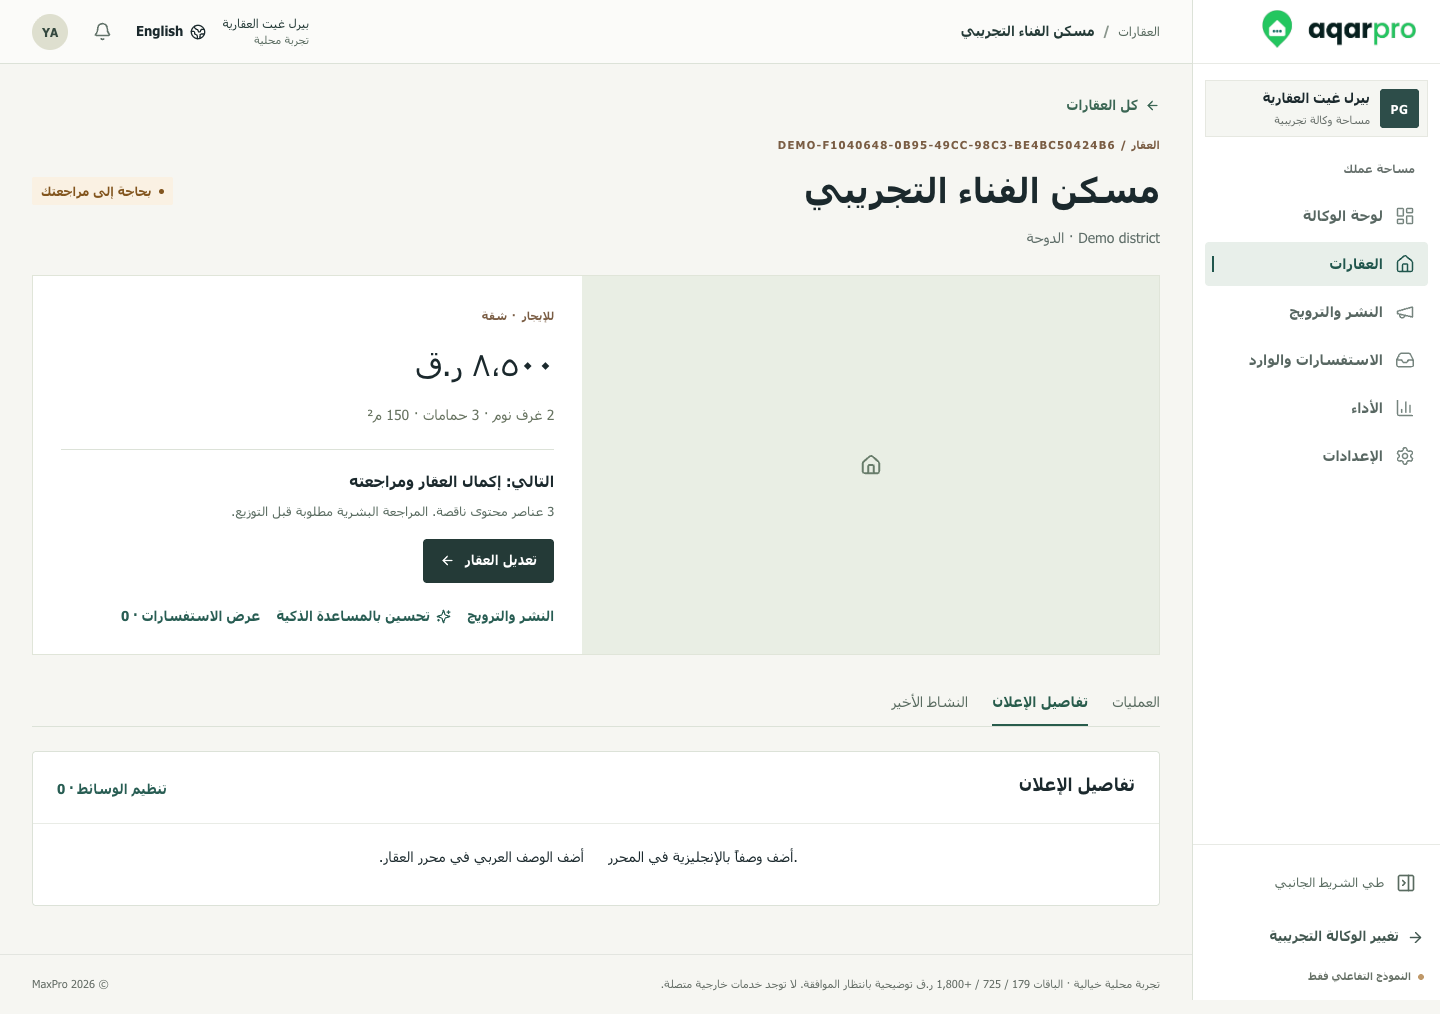 aqarpro
العقارات / مسكن الفناء التجريبي
بيرل غيت العقارية
تجربة محلية
English
YA
PG
بيرل غيت العقارية
مساحة وكالة تجريبية
مساحة عملك
لوحة الوكالة
العقارات
النشر والترويج
الاستفسارات والوارد
الأداء
الإعدادات
طي الشريط الجانبي
تغيير الوكالة التجريبية
النموذج التفاعلي فقط
كل العقارات
العقار / DEMO-F1040648-0B95-49CC-98C3-BE4BC50424B6
مسكن الفناء التجريبي
بحاجة إلى مراجعتك
Demo district · الدوحة
للإيجار · شقة
٨٬٥٠٠ ر.ق
2 غرف نوم · 3 حمامات · 150 م²
التالي: إكمال العقار ومراجعته
3 عناصر محتوى ناقصة. المراجعة البشرية مطلوبة قبل التوزيع.
تعديل العقار
النشر والترويج
تحسين بالمساعدة الذكية
عرض الاستفسارات · 0
العمليات
تفاصيل الإعلان
النشاط الأخير
تفاصيل الإعلان
تنظيم الوسائط · 0
أضف وصفاً بالإنجليزية في المحرر.
أضف الوصف العربي في محرر العقار.
تجربة محلية خيالية · الباقات 179 / 725 / +1,800 ر.ق توضيحية بانتظار الموافقة. لا توجد خدمات خارجية متصلة.
© MaxPro 2026